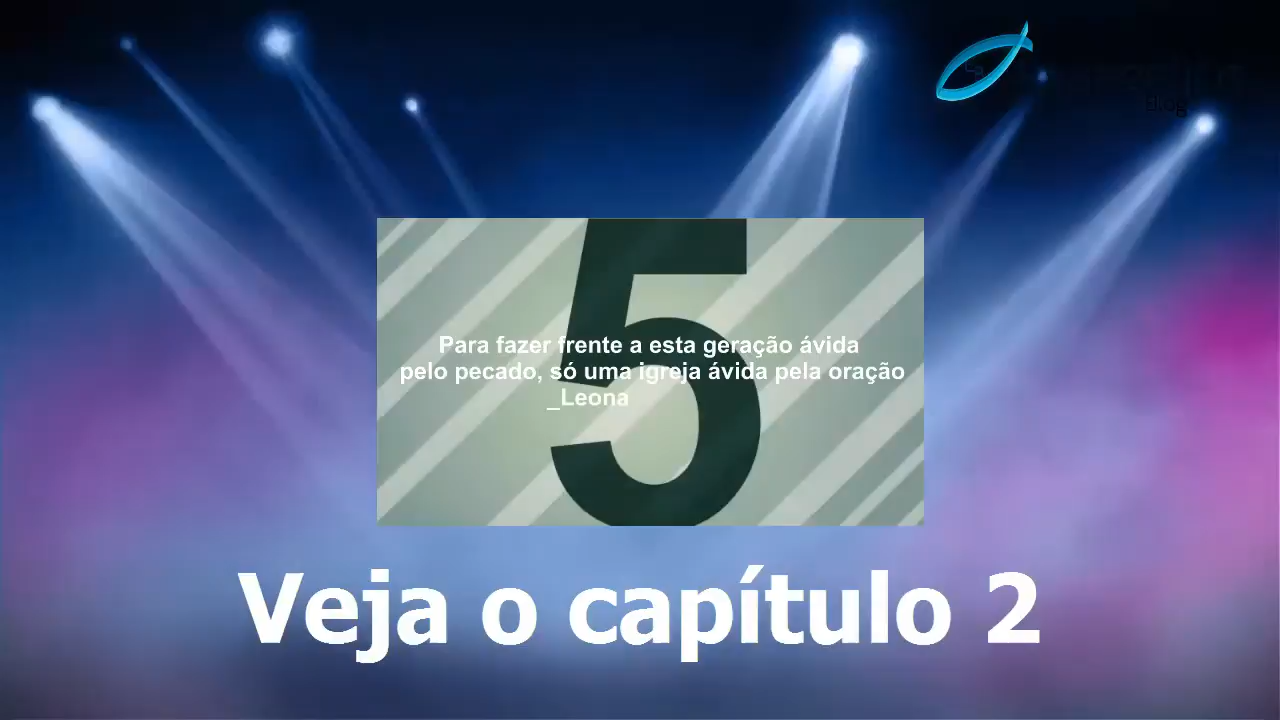 Blog
5
Para fazer frente a esta geração ávida
pelo pecado, só uma igreja ávida pela oração
_Leona
Veja o capítulo 2